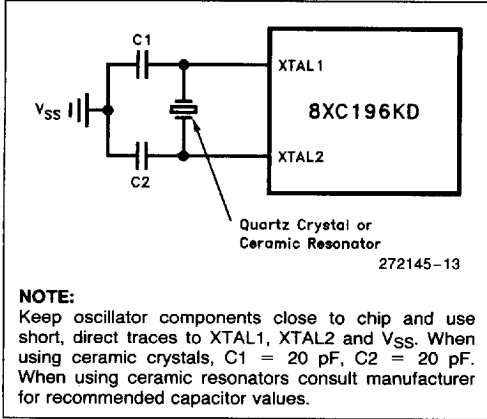 C1
XTAL1
8XC196KD
VSS
XTAL2
C2
Quartz Crystal or
Ceramic Resonator
272145-13
NOTE:
Keep oscillator components close to chip and use
short, direct traces to XTAL1, XTAL2 and VSS. When
using ceramic crystals, C1 = 20 pF, C2 = 20 pF.
When using ceramic resonators consult manufacturer
for recommended capacitor values.